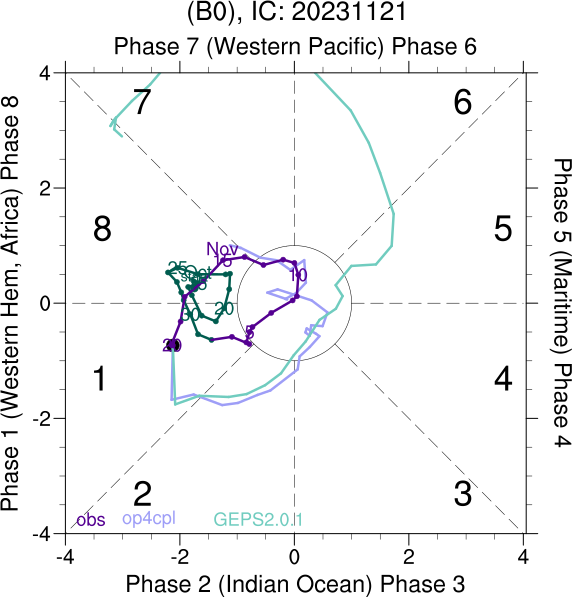 (B0), IC: 20231121
Phase 7 (Western Pacific) Phase 6
4
7
6
Phase 1 (Western Hem, Africa) Phase 8
Phase 5 (Maritime) Phase 4
2
8
5
Nov
15
25
10
0
20
30
5
20
1
4
-2
2
3
obs
op4cpl
GEPS2.0.1
-4
-4
-2
0
2
4
Phase 2 (Indian Ocean) Phase 3